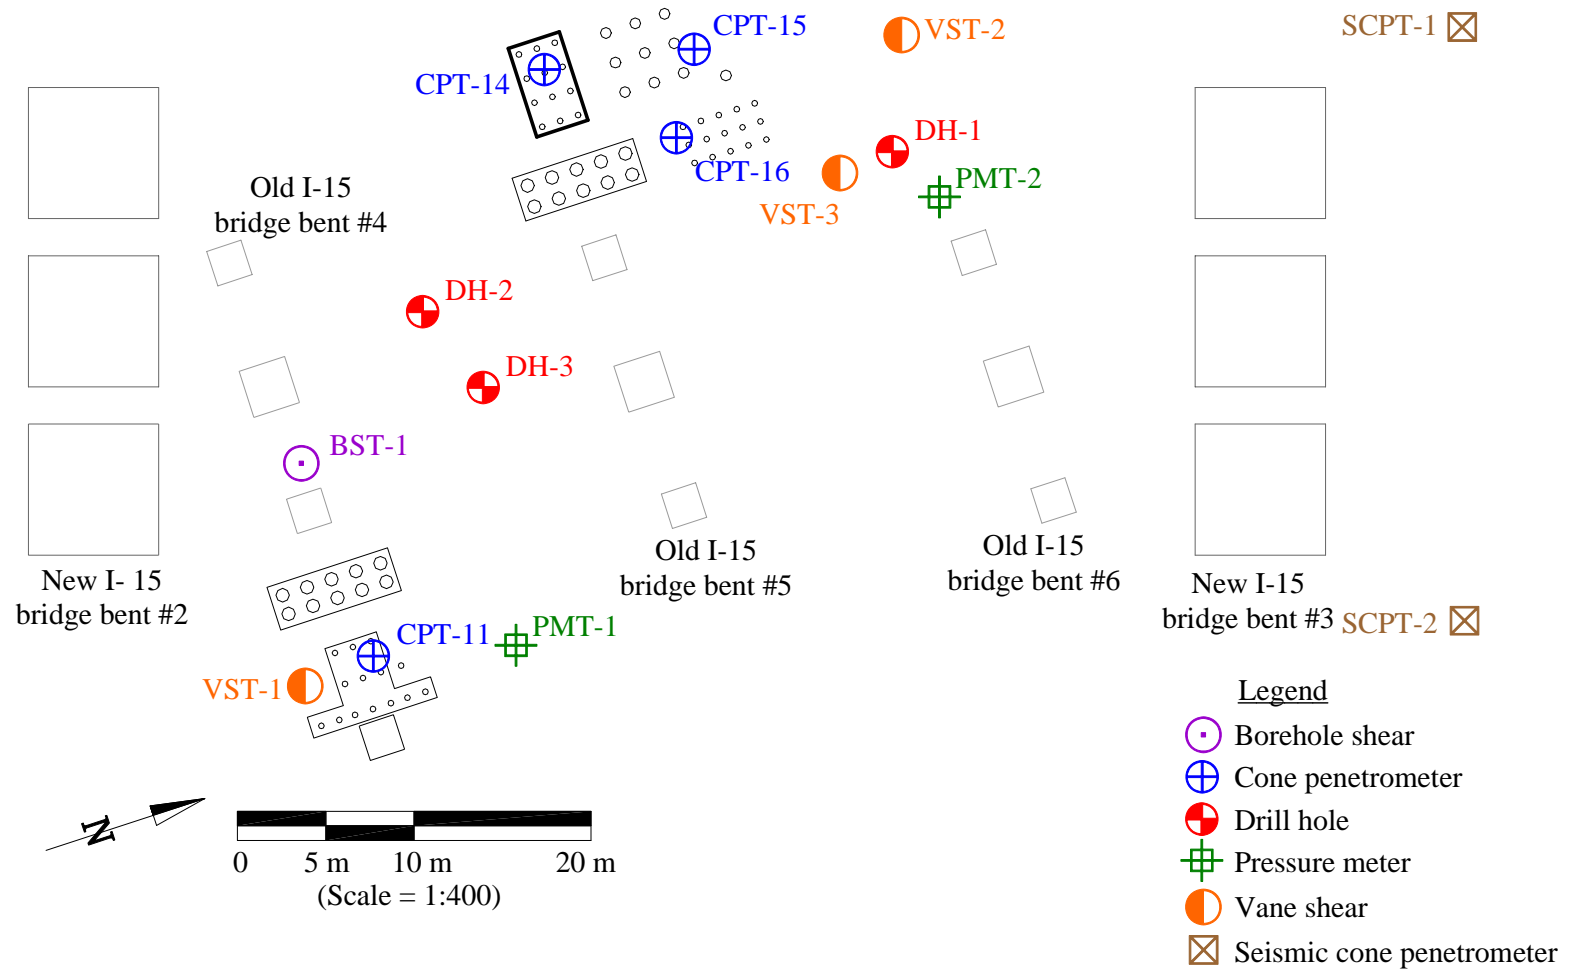 CPT-15
VST-2
SCPT-1
CPT-14
DH-1
CPT-16
PMT-2
Old I-15
bridge bent #4
VST-3
DH-2
DH-3
BST-1
Old I-15
bridge bent #5
Old I-15
bridge bent #6
New I- 15
bridge bent #2
New I-15
bridge bent #3
SCPT-2
CPT-11
PMT-1
VST-1
N
0 5 m 10 m 20 m
(Scale = 1:400)
Legend
Borehole shear
Cone penetrometer
Drill hole
Pressure meter
Vane shear
Seismic cone penetrometer